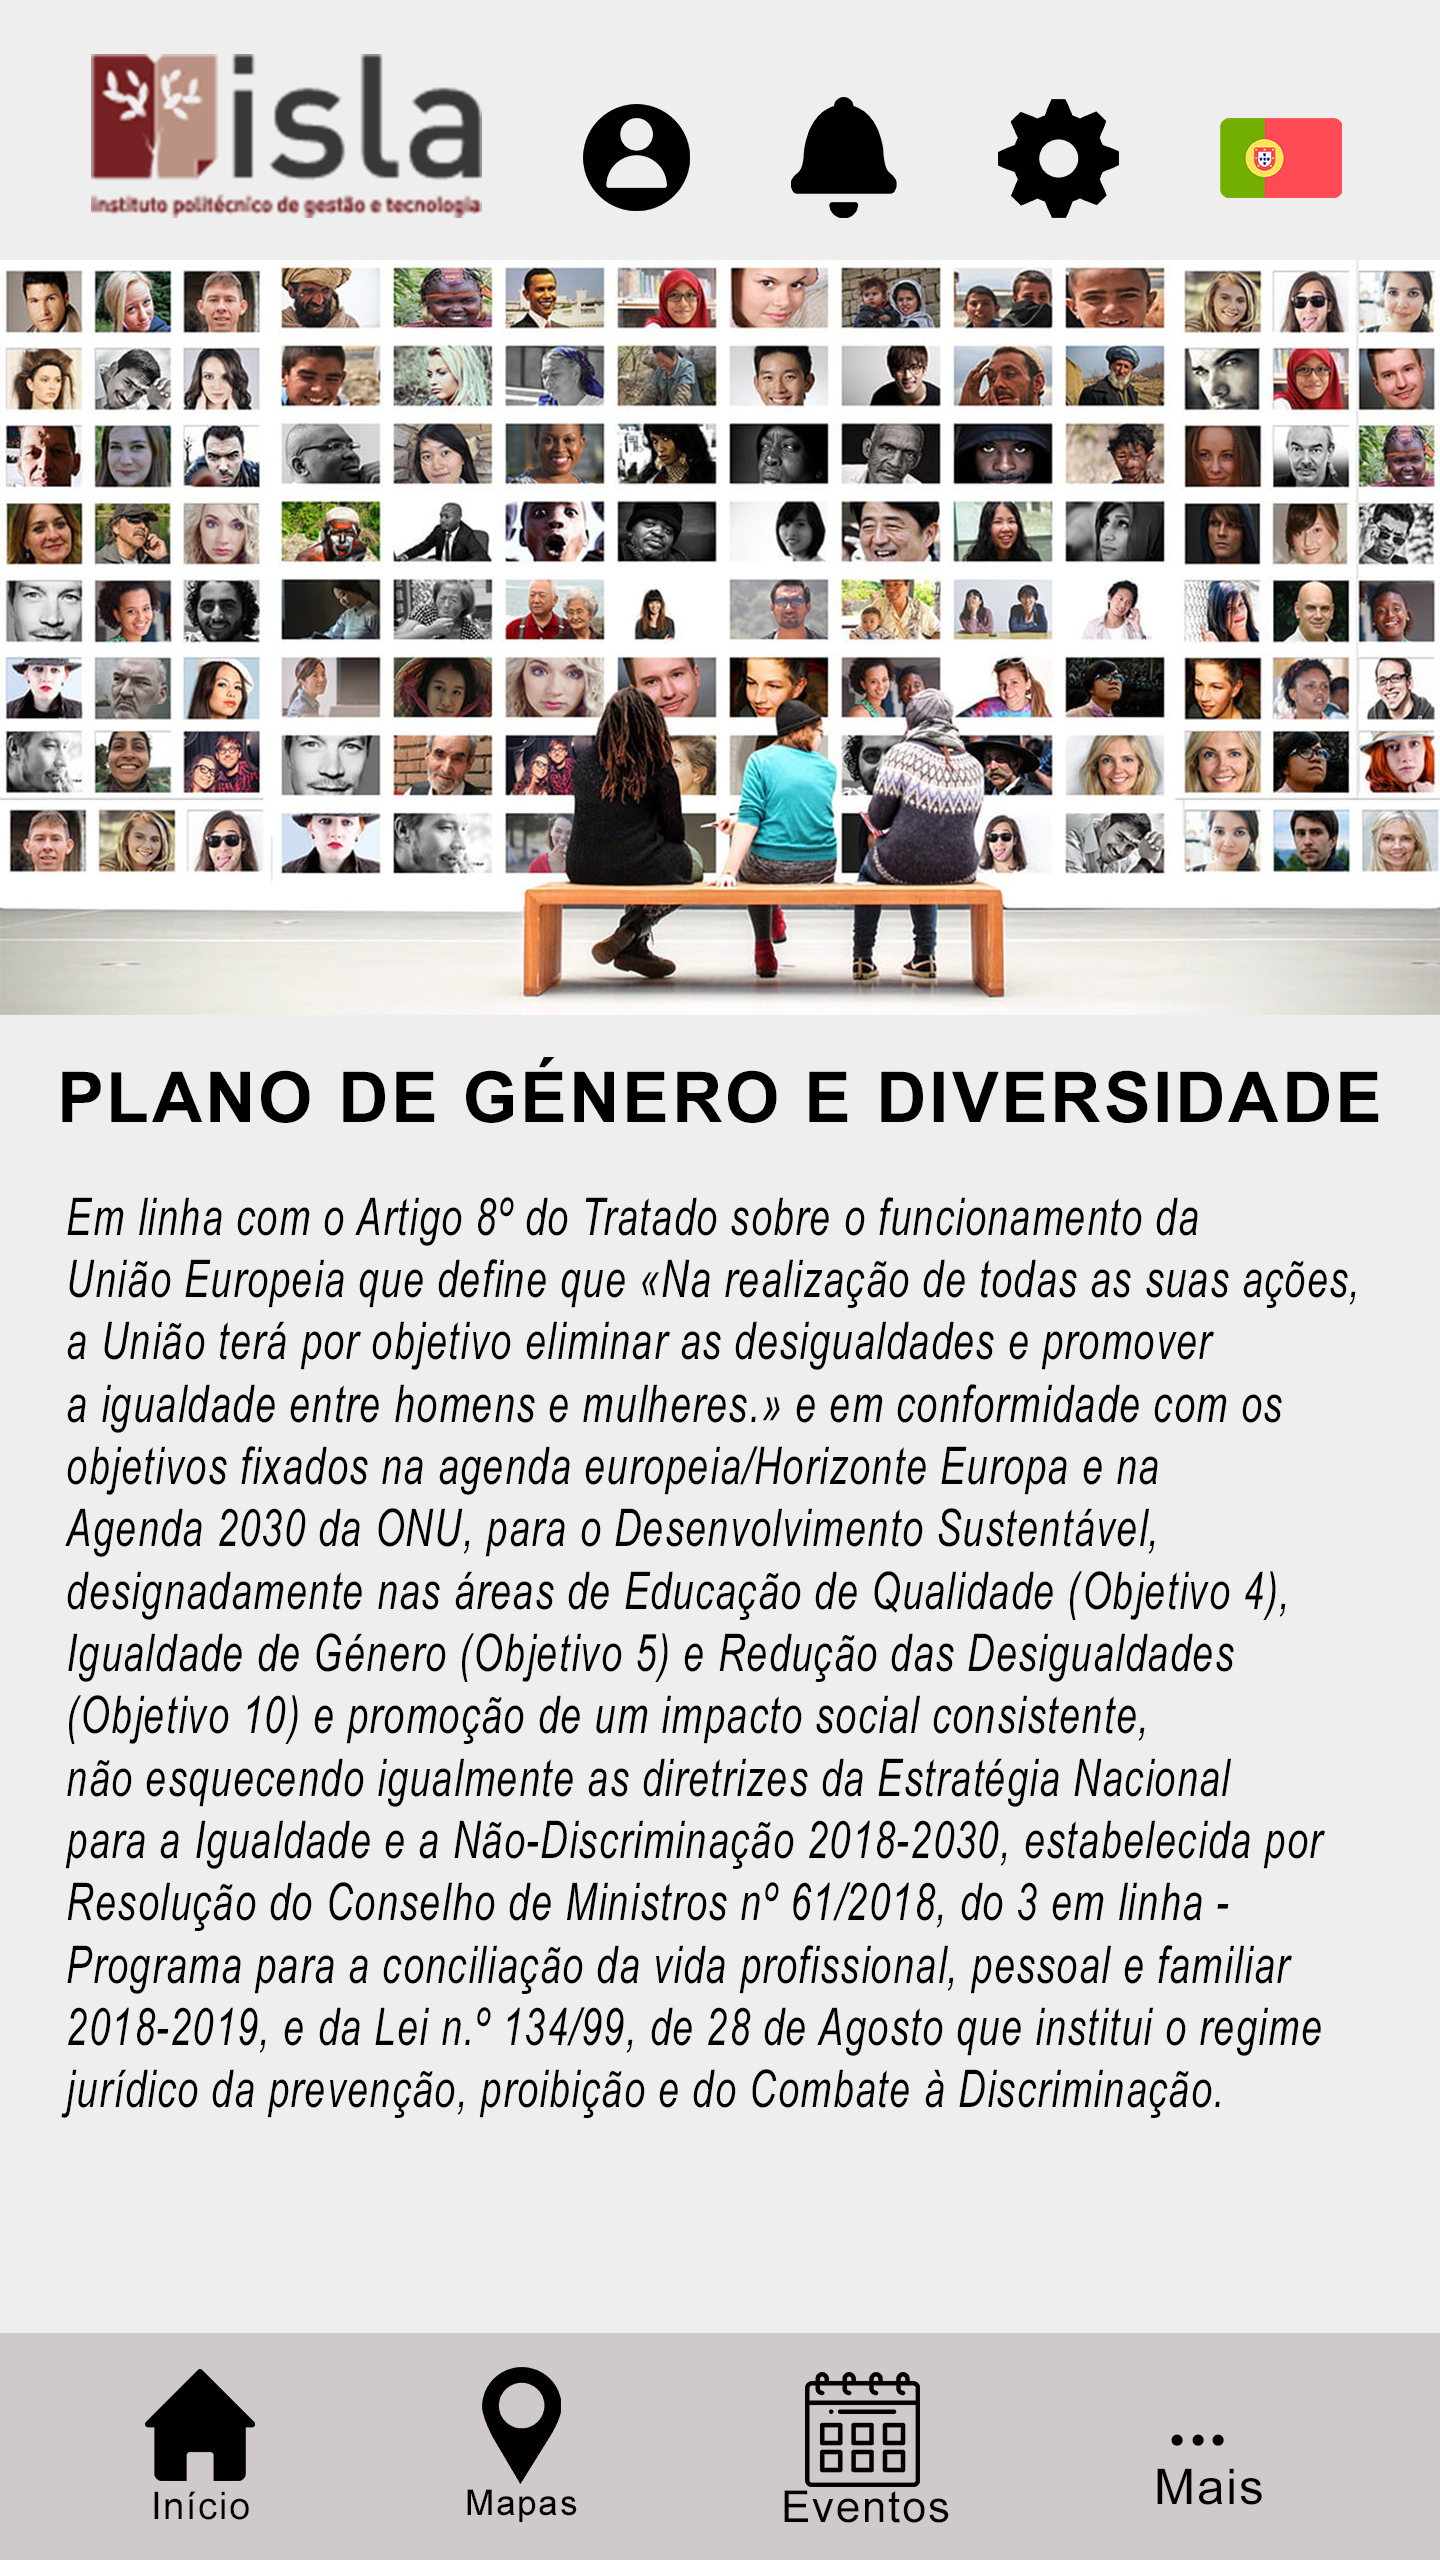 isla
instituto politécnico de gestão e tecnologia
PLANO DE GÉNERO E DIVERSIDADE
Em linha com o Artigo 8º do Tratado sobre o funcionamento da
União Europeia que define que «Na realização de todas as suas ações,
a União terá por objetivo eliminar as desigualdades e promover
a igualdade entre homens e mulheres.» e em conformidade com os
objetivos fixados na agenda europeia/Horizonte Europa e na
Agenda 2030 da ONU, para o Desenvolvimento Sustentável,
designadamente nas áreas de Educação de Qualidade (Objetivo 4),
Igualdade de Género (Objetivo 5) e Redução das Desigualdades
(Objetivo 10) e promoção de um impacto social consistente,
não esquecendo igualmente as diretrizes da Estratégia Nacional
para a Igualdade e a Não-Discriminação 2018-2030, estabelecida por
Resolução do Conselho de Ministros nº 61/2018, do 3 em linha -
Programa para a conciliação da vida profissional, pessoal e familiar
2018-2019, e da Lei n.º 134/99, de 28 de Agosto que institui o regime
jurídico da prevenção, proibição e do Combate à Discriminação.
Início
Mapas
Eventos
Mais